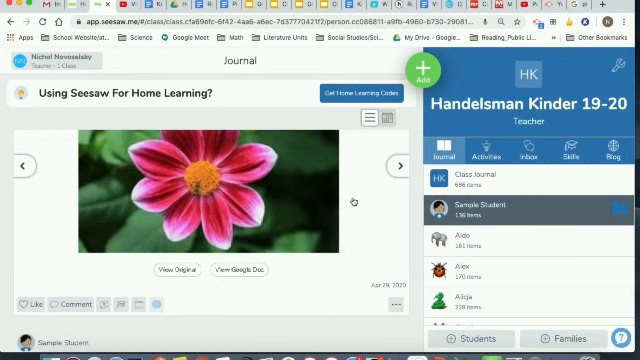 app.seesaw.me/#/class/class.cfa69efc-6f42-4aa6-a6ec-7d37770421f2/person.cc086811-a9fb-4960-b730-29081...
Apps
School Website/at...
Science
Google Meet
Math
Literature Units
Social Studies/Sci...
My Drive – Google...
Reading_Public Li...
Other Bookmarks
NN
Nichol Novoselsky
Teacher - 1 Class
Journal
Add
Using Seesaw For Home Learning?
Get Home Learning Codes
View Original
View Google Doc
Apr 29, 2020
Like
Comment
Sample Student
HK
Handelsman Kinder 19-20
Teacher
Journal
Activities
Inbox
Skills
Blog
HK
Class Journal
686 items
Sample Student
136 items
Aldo
161 items
Alex
170 items
Alicja
228 items
Students
Families
?